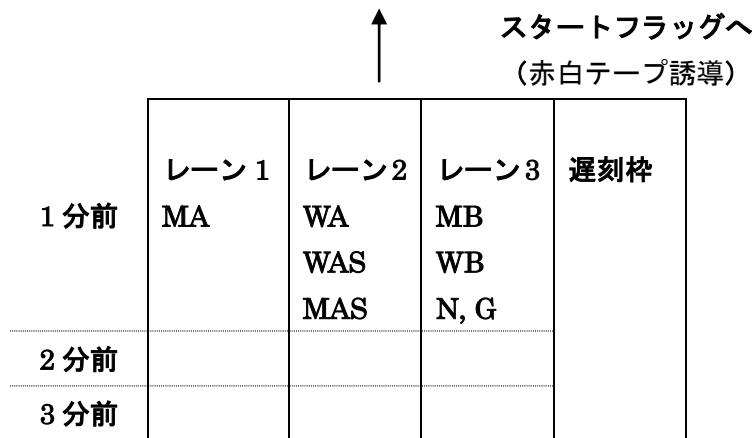 スタートフラッグへ
（赤白テープ誘導）
レーン 1 レーン2 レーン3 遅刻枠
1 分前 MA WA MB
WAS WB
MAS N, G
2 分前
3 分前